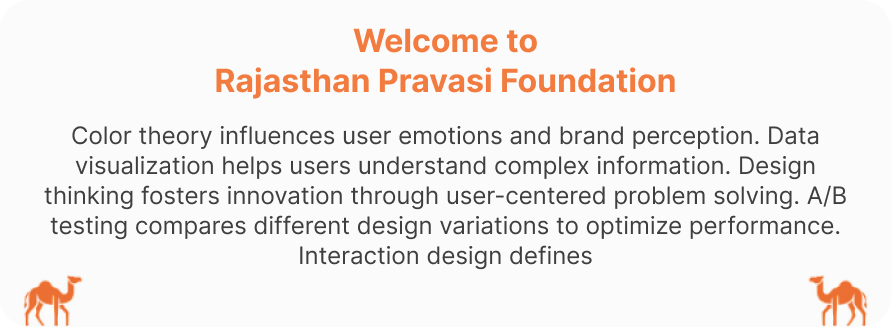 Welcome to
Rajasthan Pravasi Foundation
Color theory influences user emotions and brand perception. Data
visualization helps users understand complex information. Design
thinking fosters innovation through user-centered problem solving. A/B
testing compares different design variations to optimize performance.
Interaction design defines